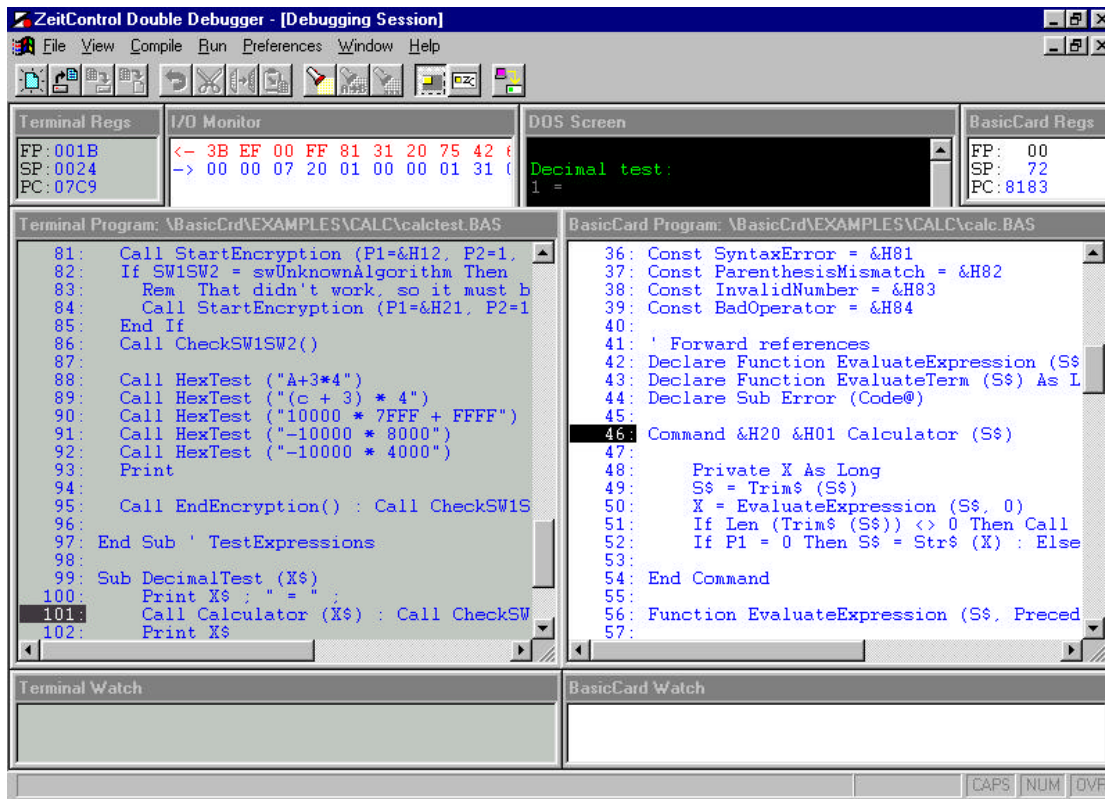 ZeitControl Double Debugger - [Debugging Session]
File View Compile Run Preferences Window Help
Terminal Regs
FP:001B
SP:0024
PC:07C9
I/O Monitor
<- 3B EF 00 FF 81 31 20 75 42
-> 00 00 07 20 01 00 00 01 31
DOS Screen
Decimal test:
1 =
BasicCard Regs
FP: 00
SP: 72
PC:8183
Terminal Program: \BasicCrd\EXAMPLES\CALC\calctest.BAS
81: Call StartEncryption (P1=&H12, P2=1,
82: If SW1SW2 = swUnknownAlgorithm Then
83: Rem That didn't work, so it must b
84: Call StartEncryption (P1=&H21, P2=1
85: End If
86: Call CheckSW1SW2()
87:
88: Call HexTest ("A+3*4")
89: Call HexTest ("(c + 3) * 4")
90: Call HexTest ("10000 * 7FFF + FFFF")
91: Call HexTest ("-10000 * 8000")
92: Call HexTest ("-10000 * 4000")
93: Print
94:
95: Call EndEncryption() : Call CheckSW1S
96:
97: End Sub ' TestExpressions
98:
99: Sub DecimalTest (X$)
100: Print X$ ; " = " ;
101: Call Calculator (X$) : Call CheckSW
102: Print X$
BasicCard Program: \BasicCrd\EXAMPLES\CALC\calc.BAS
36: Const SyntaxError = &H81
37: Const ParenthesisMismatch = &H82
38: Const InvalidNumber = &H83
39: Const BadOperator = &H84
40:
41: ' Forward references
42: Declare Function EvaluateExpression (S$
43: Declare Function EvaluateTerm (S$) As L
44: Declare Sub Error (Code@)
45:
46: Command &H20 &H01 Calculator (S$)
47:
48: Private X As Long
49: S$ = Trim$ (S$)
50: X = EvaluateExpression (S$, 0)
51: If Len (Trim$ (S$)) <> 0 Then Call
52: If P1 = 0 Then S$ = Str$ (X) : Else
53:
54: End Command
55:
56: Function EvaluateExpression (S$, Preced
57:
Terminal Watch
BasicCard Watch
CAPS NUM OVR